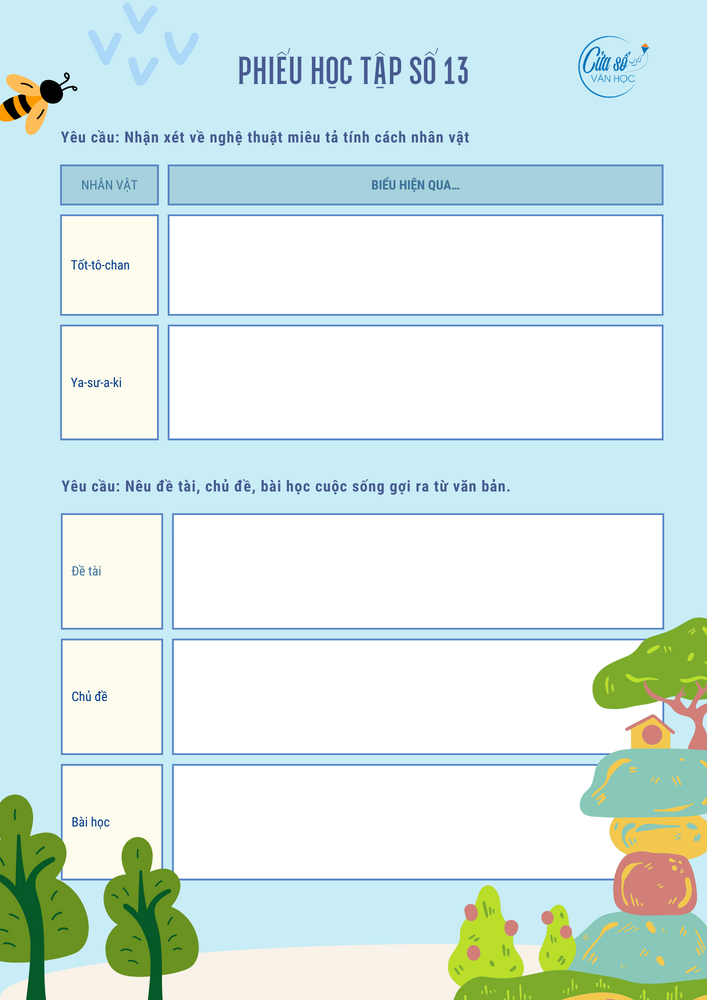 PHIẾU HỌC TẬP SỐ 13
Cửa sổ
VĂN HỌC
Yêu cầu: Nhận xét về nghệ thuật miêu tả tính cách nhân vật
NHÂN VẬT
BIỂU HIỆN QUA...
Tốt-tô-chan
Ya-sư-a-ki
Yêu cầu: Nêu đề tài, chủ đề, bài học cuộc sống gợi ra từ văn bản.
Đề tài
Chủ đề
Bài học